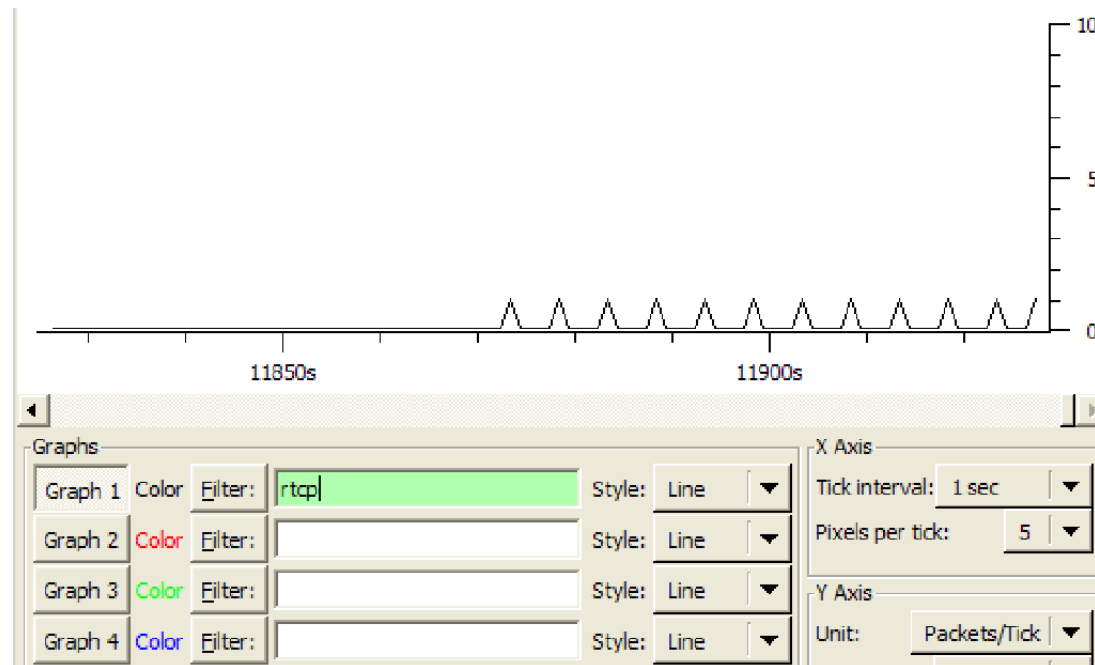 10
5
0
11850s 11900s
Graphs
Graph 1 Color Filter: rtcp Style: Line
Graph 2 Color Filter: Style: Line
Graph 3 Color Filter: Style: Line
Graph 4 Color Filter: Style: Line
X Axis
Tick interval: 1 sec
Pixels per tick: 5
Y Axis
Unit: Packets/Tick